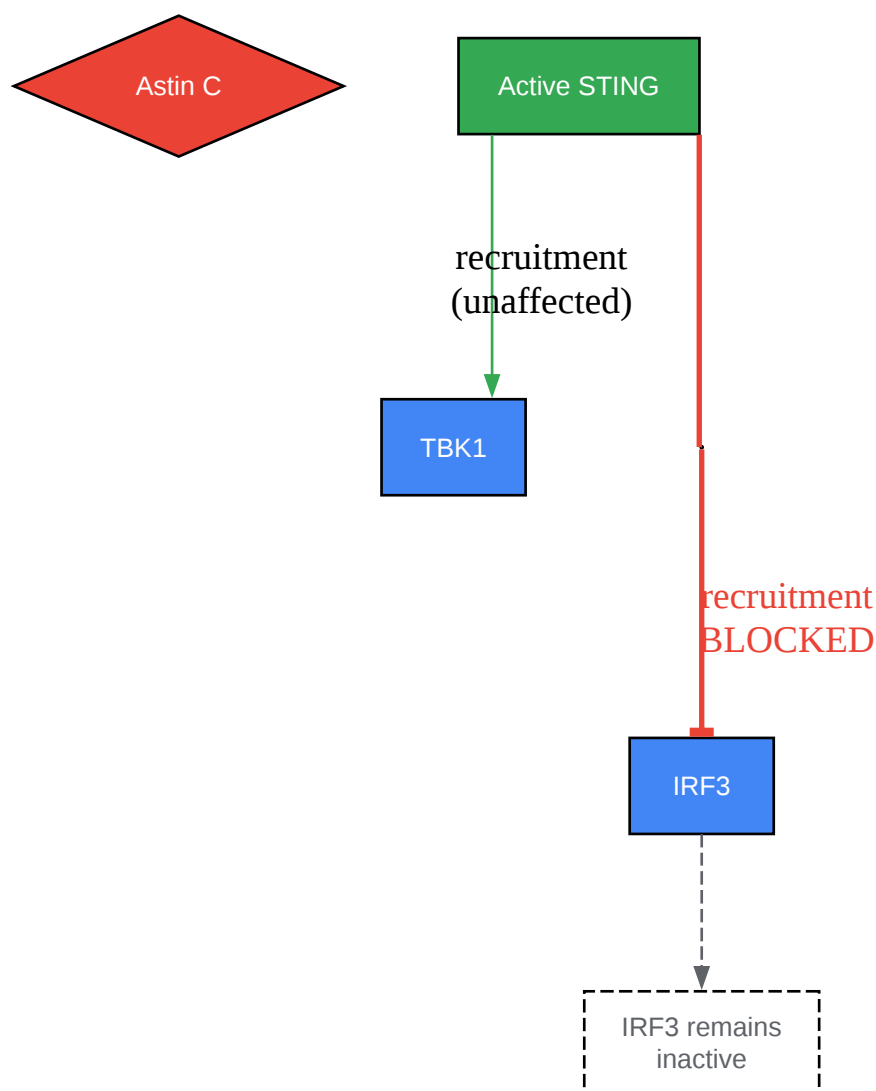 Astin C
Active STING
recruitment
(unaffected)
TBK1
recruitment
BLOCKED
IRF3
IRF3 remains
inactive